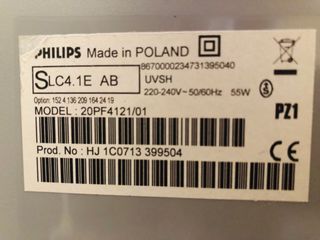 PHILIPS Made in POLAND
8670000234731395040
SLC4.1E AB
UVSH
220-240V~50/60Hz 55W
Option: 152 4 136 209 164 24 19
MODEL : 20PF4121/01
PZ1
Prod. No : HJ 1C0713 399504
CE